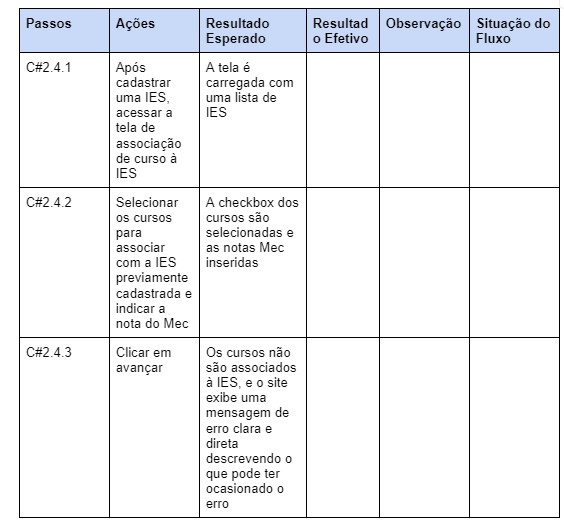 Passos
Ações
Resultado
Esperado
Resultad
o Efetivo
Observação
Situação do
Fluxo
C#2.4.1
Após
cadastrar
uma IES,
acessar a
tela de
associação
de curso à
IES
A tela é
carregada com
uma lista de
IES
C#2.4.2
Selecionar
os cursos
para
associar
com a IES
previamente
cadastrada e
indicar a
nota do Mec
A checkbox dos
cursos são
selecionadas e
as notas Mec
inseridas
C#2.4.3
Clicar em
avançar
Os cursos não
são associados
à IES, e o site
exibe uma
mensagem de
erro clara e
direta
descrevendo o
que pode ter
ocasionado o
erro